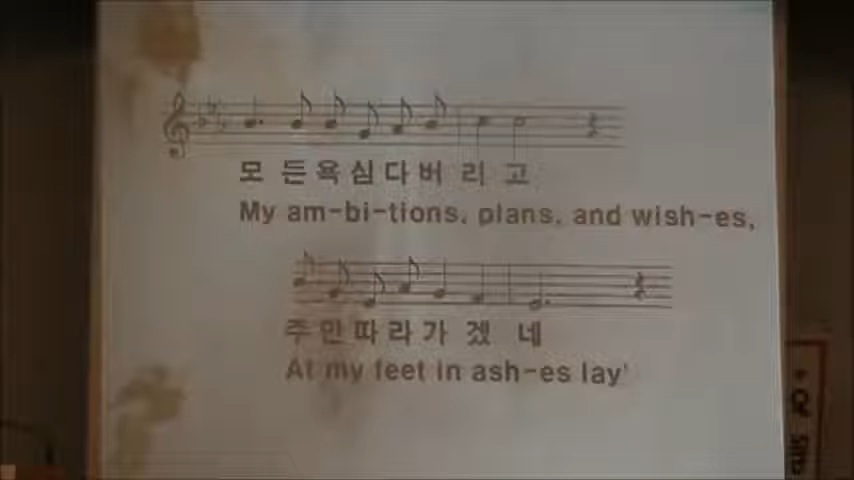 모 든 욕 심 다 버 리 고
My am-bi-tions, plans, and wish-es,
주 만 따 라 가 겠 네
At my feet in ash-es lay'